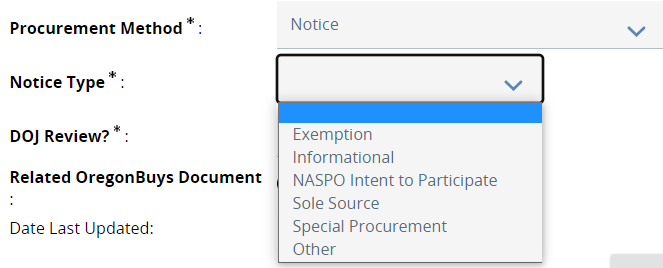 Procurement Method * :
Notice
Notice Type * :
Exemption
DOJ Review? * :
Informational
NASPO Intent to Participate
Related OregonBuys Document
:
Sole Source
Special Procurement
Date Last Updated:
Other